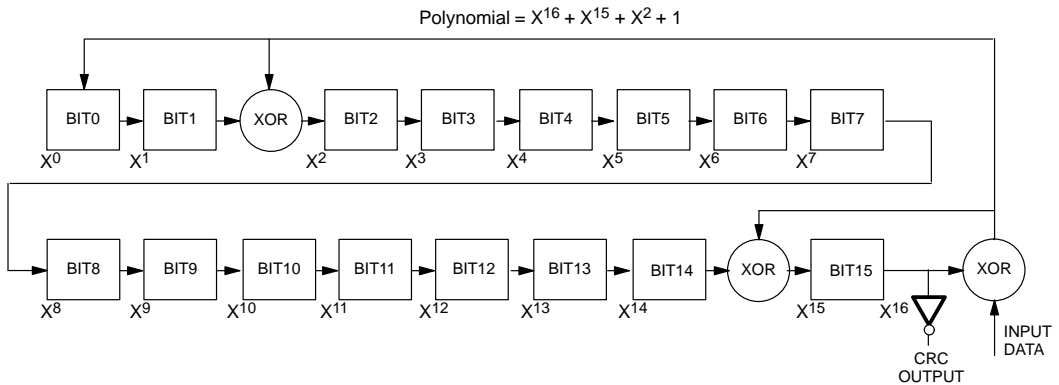 Polynomial = X16 + X15 + X2 + 1
BIT0 BIT1 XOR BIT2 BIT3 BIT4 BIT5 BIT6 BIT7
X0 X1 X2 X3 X4 X5 X6 X7
BIT8 BIT9 BIT10 BIT11 BIT12 BIT13 BIT14 XOR BIT15 XOR
X8 X9 X10 X11 X12 X13 X14 X15 X16
INPUT
DATA
CRC
OUTPUT